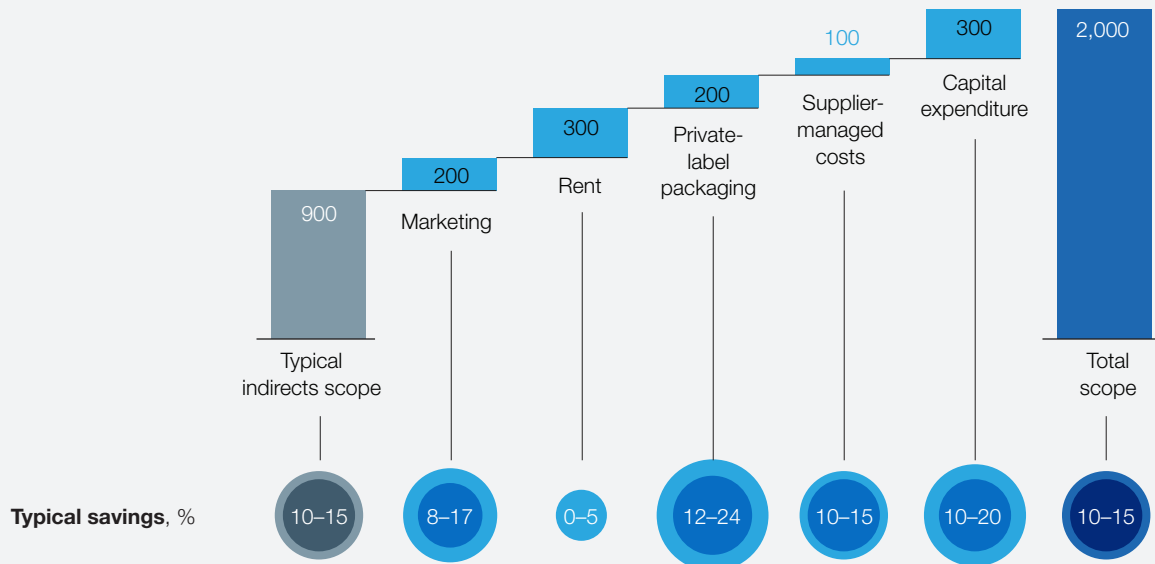 900
Typical
indirects scope
200
Marketing
300
Rent
200
Private-
label
packaging
100
Supplier-
managed
costs
300
Capital
expenditure
2,000
Total
scope
Typical savings, %
10–15
8–17
0–5
12–24
10–15
10–20
10–15